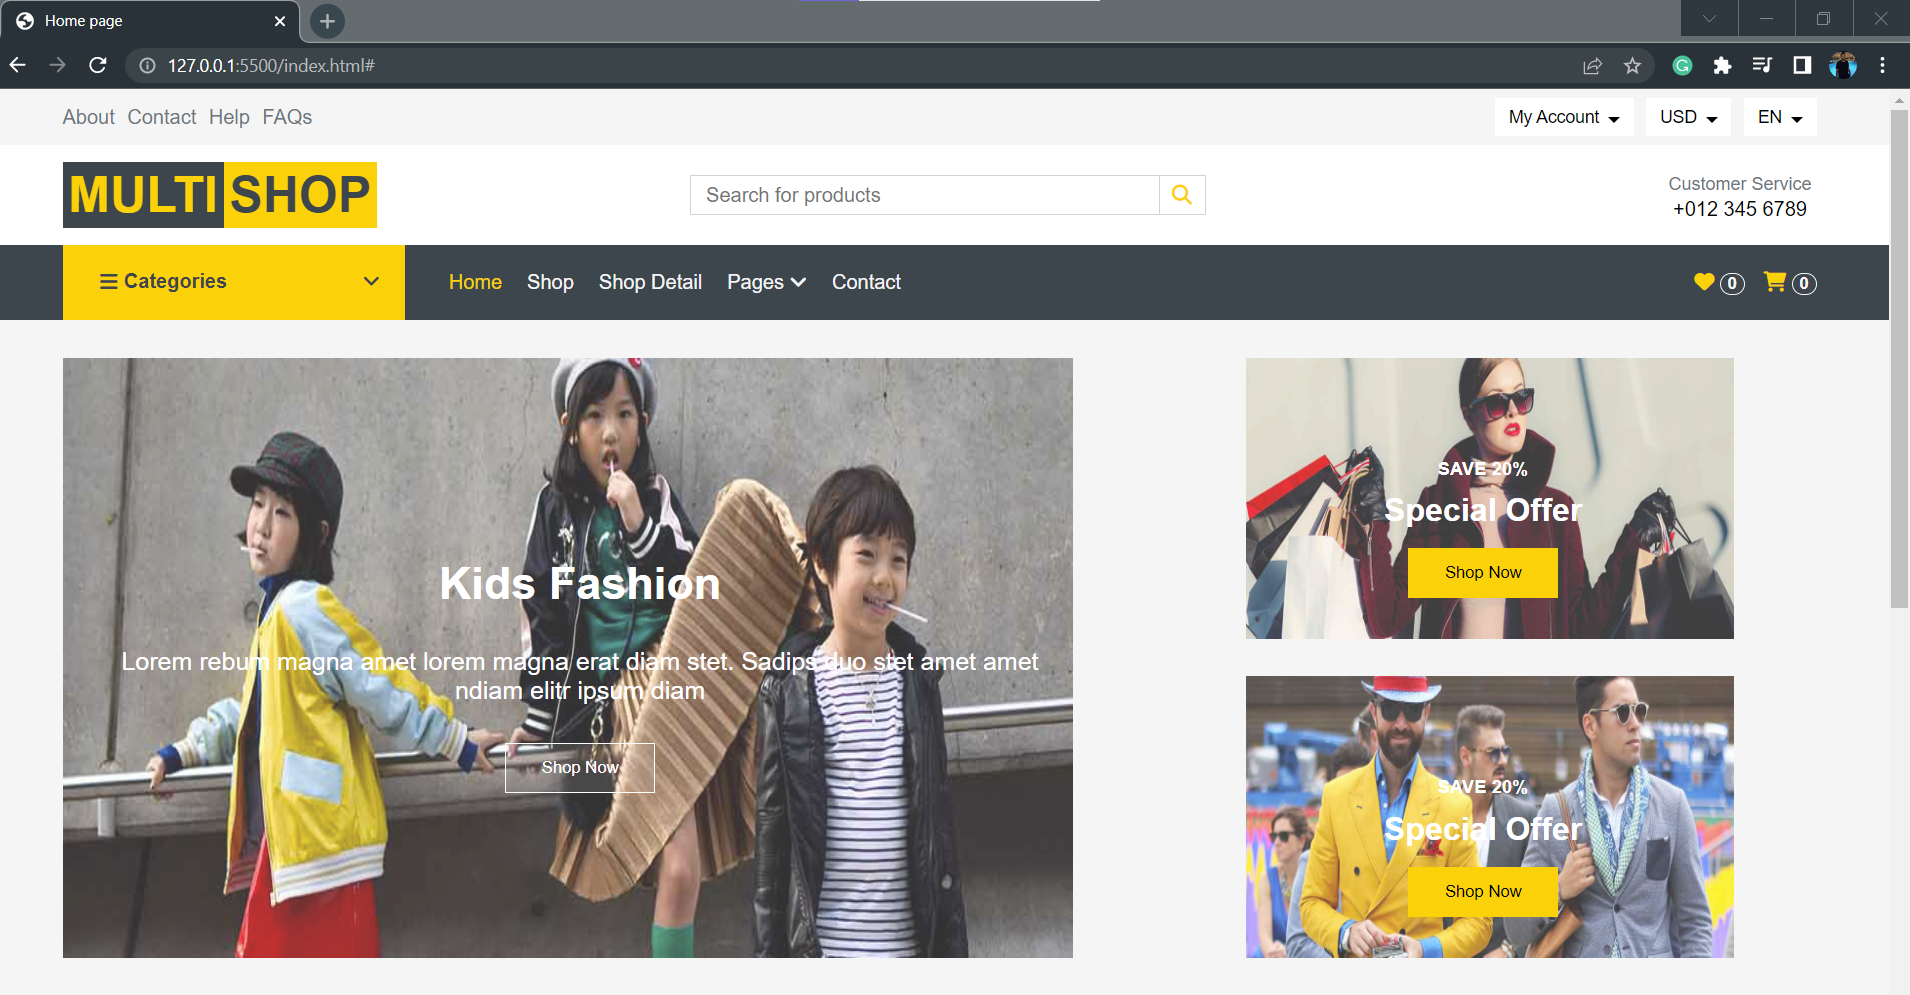 Home page
127.0.0.1:5500/index.html#
About Contact Help FAQs
My Account USD EN
MULTI SHOP
Search for products
Customer Service
+012 345 6789
Categories
Home Shop Shop Detail Pages Contact
0 0
Kids Fashion
Lorem rebum magna amet lorem magna erat diam stet. Sadips duo stet amet amet
ndiam elitr ipsum diam
Shop Now
SAVE 20%
Special Offer
Shop Now
SAVE 20%
Special Offer
Shop Now